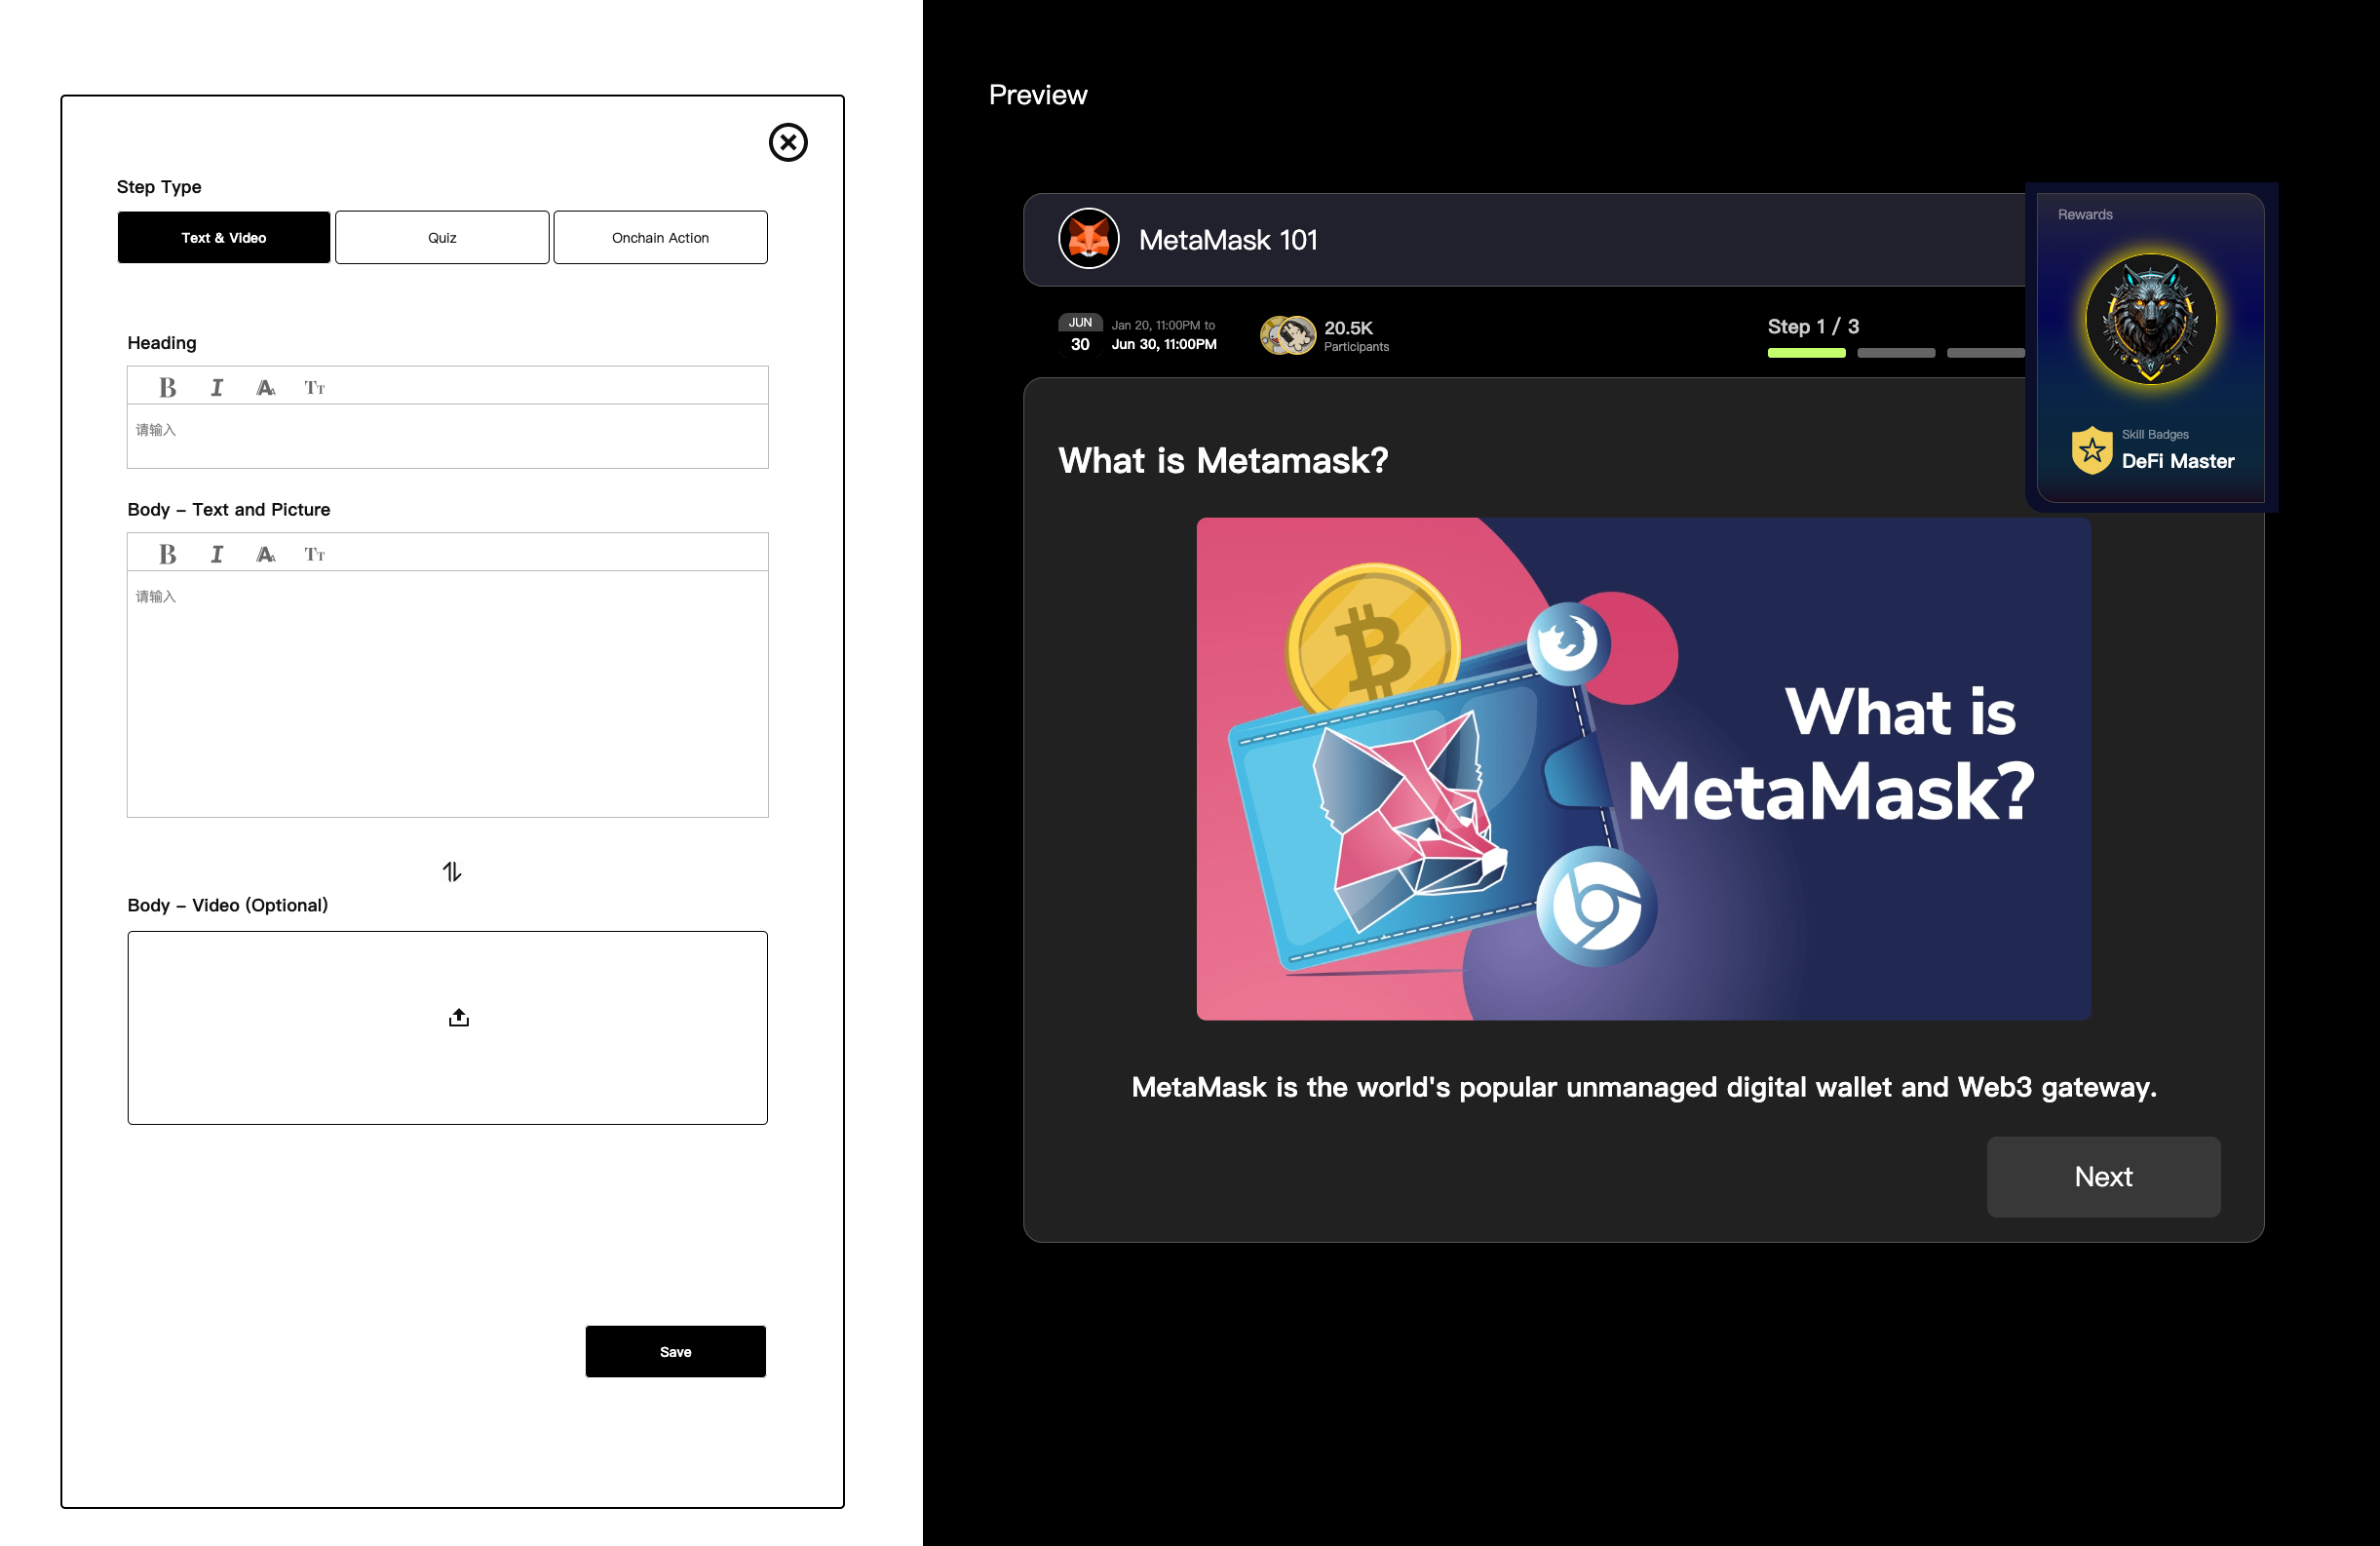 Step Type
Text & Video
Quiz
Onchain Action
Heading
B I A A TT
请输入
Body – Text and Picture
B I A A TT
请输入
Body – Video (Optional)
Save
Preview
MetaMask 101
JUN
30
Jan 20, 11:00PM to
Jun 30, 11:00PM
20.5K
Participants
Step 1 / 3
Rewards
Skill Badges
DeFi Master
What is Metamask?
What is
MetaMask?
MetaMask is the world's popular unmanaged digital wallet and Web3 gateway.
Next